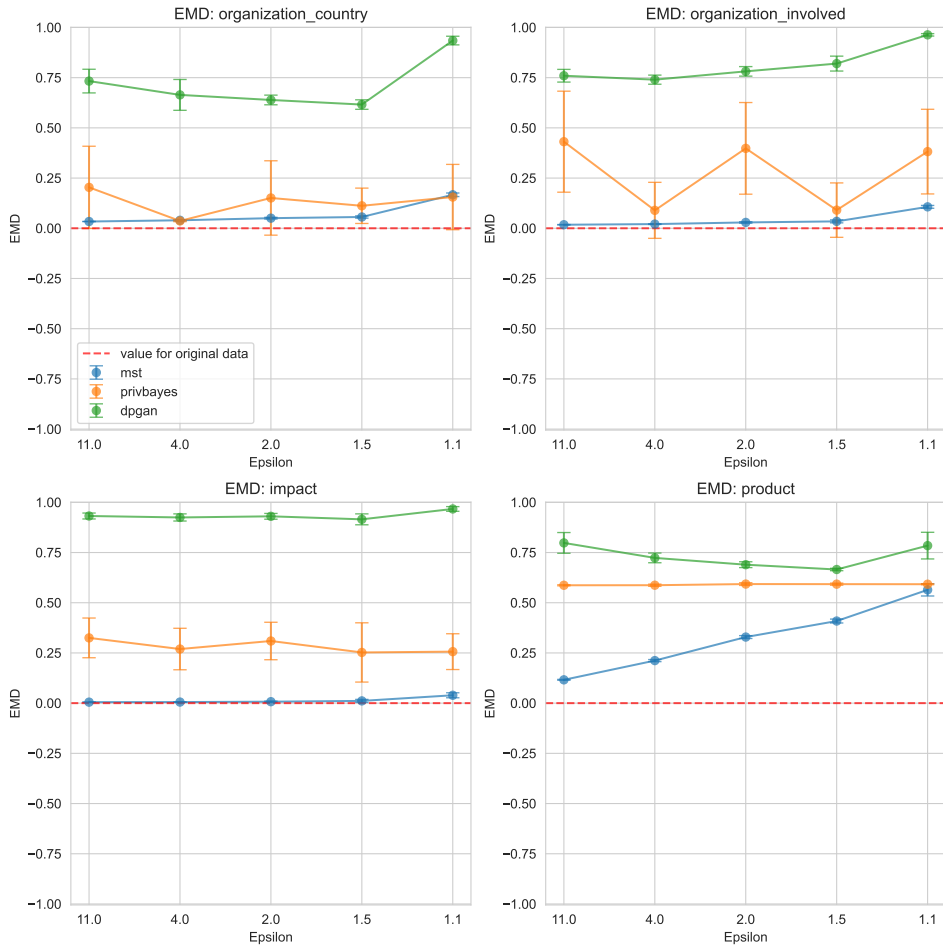 EMD: organization_country
1.00
0.75
0.50
0.25
0.00
−0.25
−0.50
−0.75
−1.00
EMD
value for original data
mst
privbayes
dpgan
11.0 4.0 2.0 1.5 1.1
Epsilon
EMD: organization_involved
1.00
0.75
0.50
0.25
0.00
−0.25
−0.50
−0.75
−1.00
EMD
11.0 4.0 2.0 1.5 1.1
Epsilon
EMD: impact
1.00
0.75
0.50
0.25
0.00
−0.25
−0.50
−0.75
−1.00
EMD
11.0 4.0 2.0 1.5 1.1
Epsilon
EMD: product
1.00
0.75
0.50
0.25
0.00
−0.25
−0.50
−0.75
−1.00
EMD
11.0 4.0 2.0 1.5 1.1
Epsilon